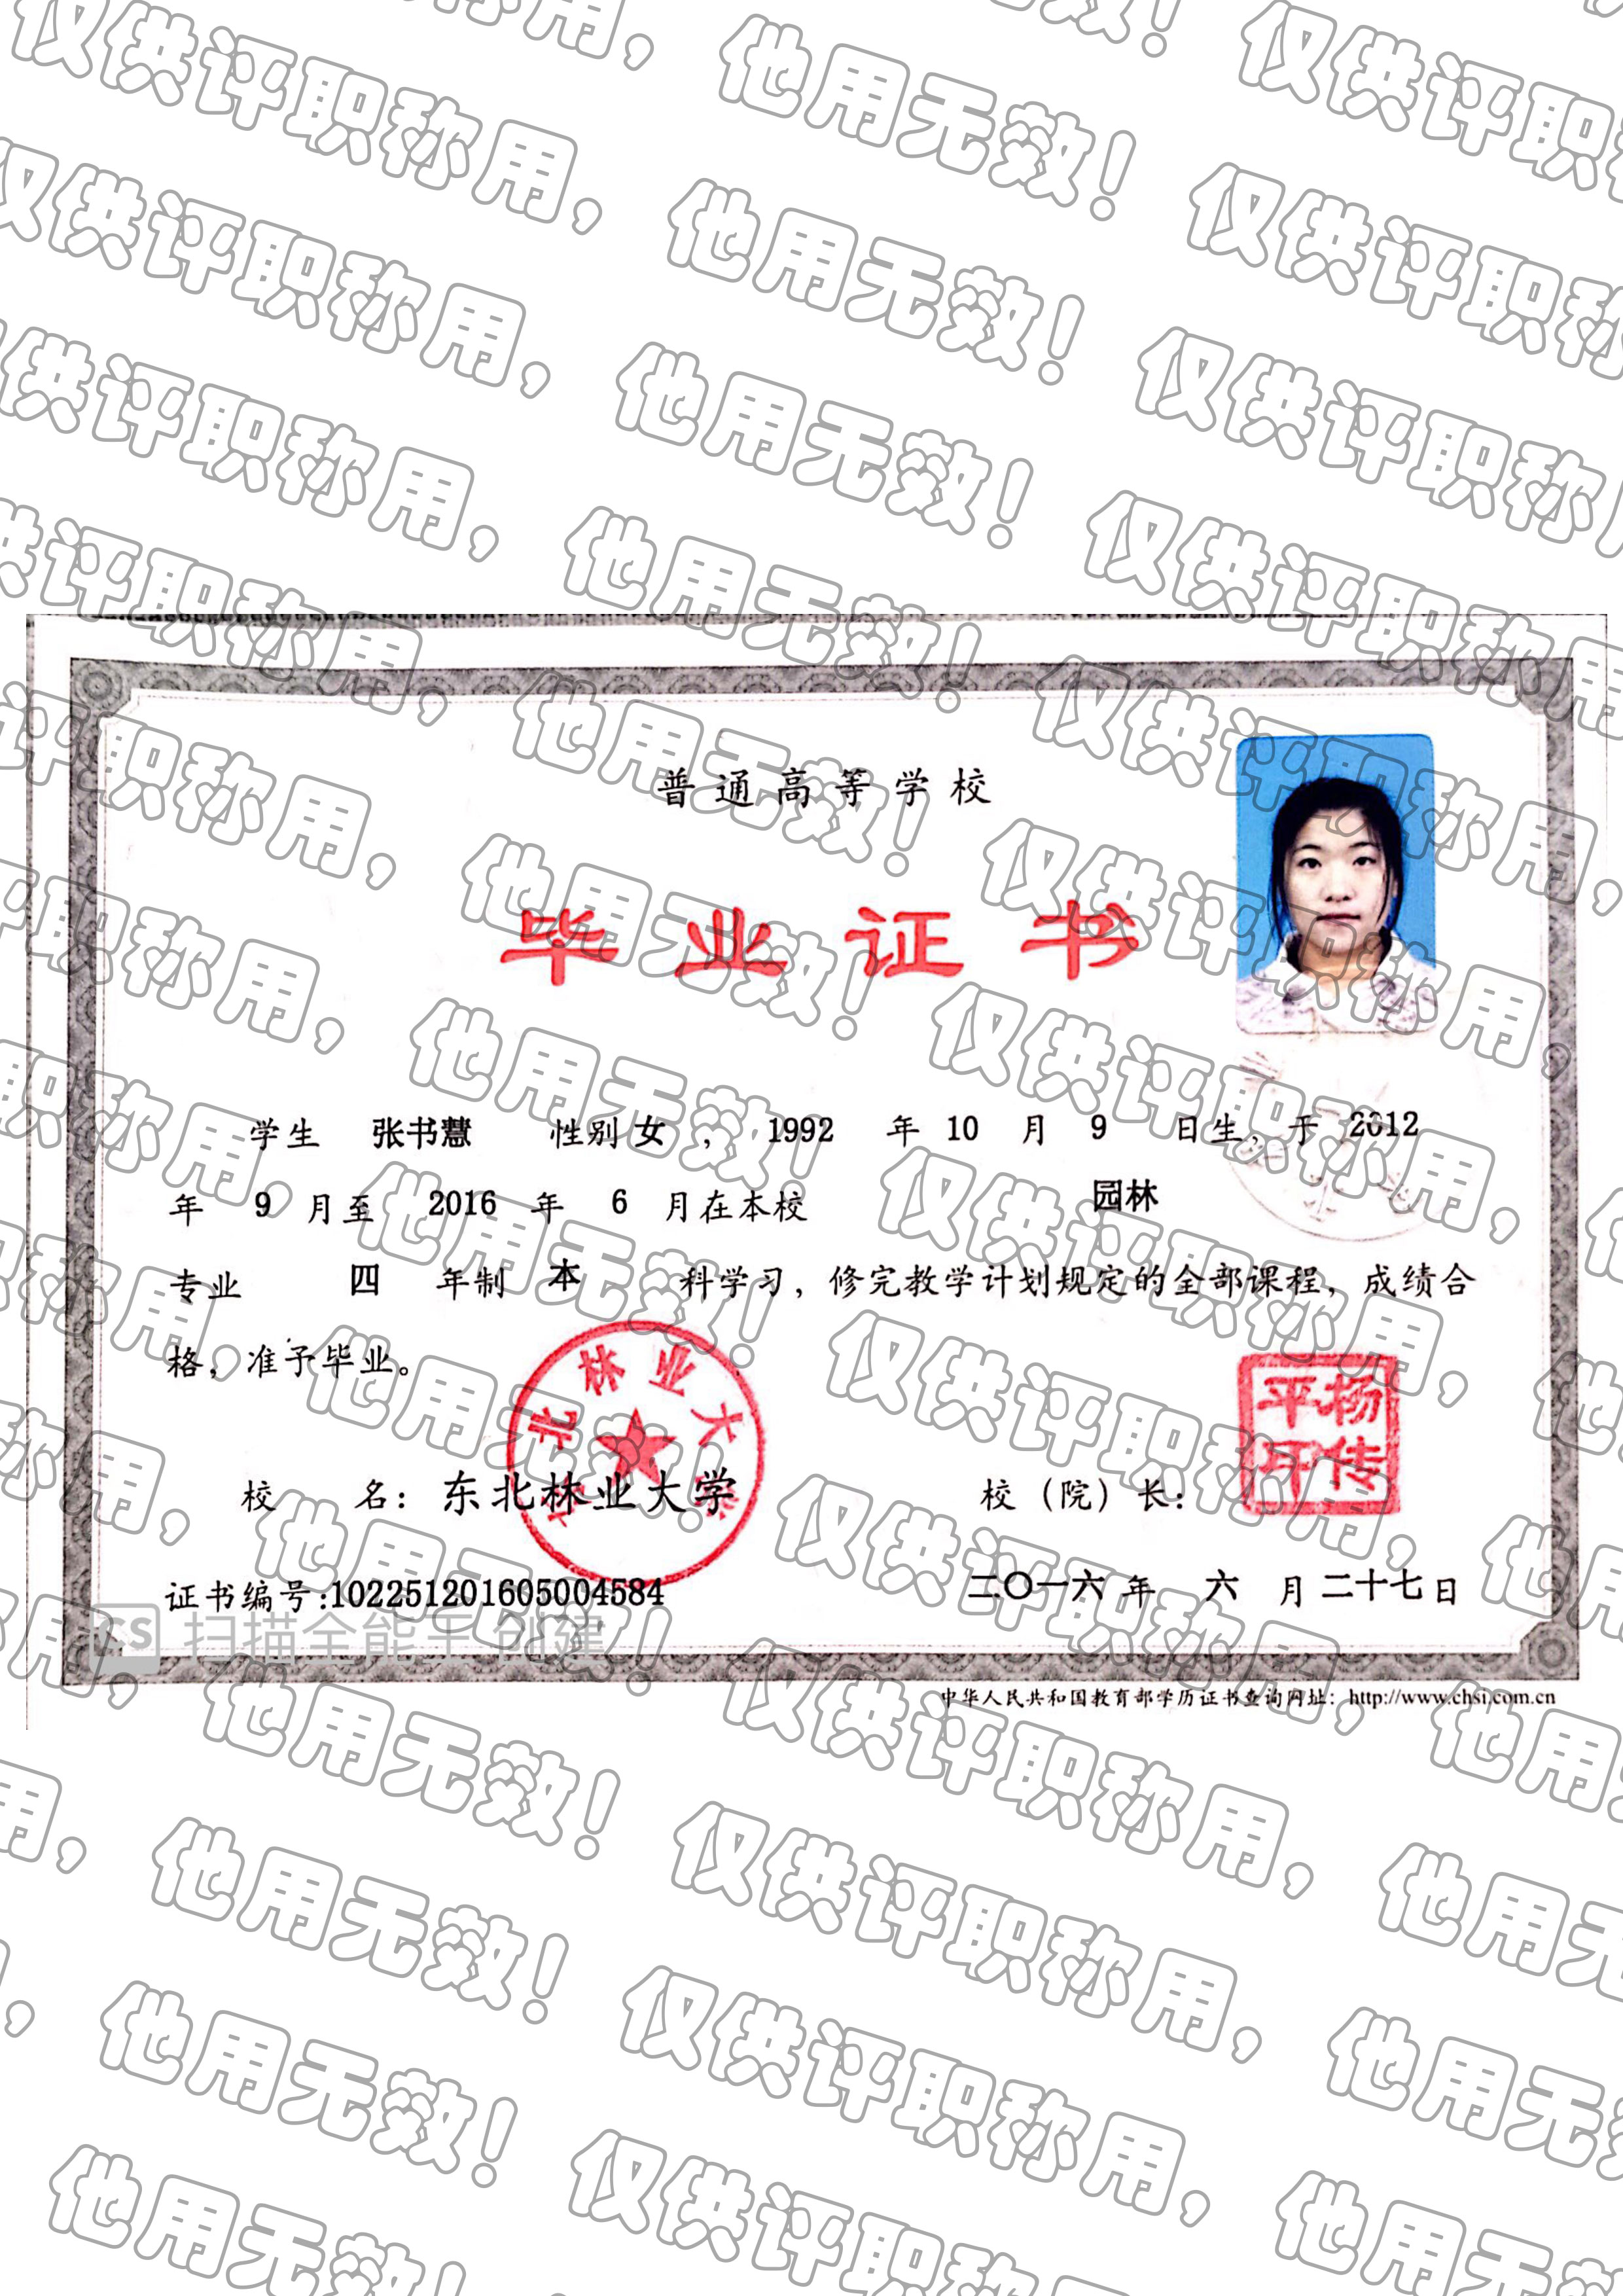 仅供评职称用，他用无效！
普通高等学校
毕业证书
学生 张书慧 性别 女 ， 1992 年 10 月 9 日生，于 2012
年 9 月至 2016 年 6 月在本校 园林
专业 四 年制 本 科学习，修完教学计划规定的全部课程，成绩合
格，准予毕业。
北林业大
平杨
传
校 名：东北林业大学 校（院）长：
证书编号:102251201605004584 二〇一六 年 六 月 二十七 日
CS 扫描全能王 创建
中华人民共和国教育部学历证书查询网址：http://www.chsi.com.cn